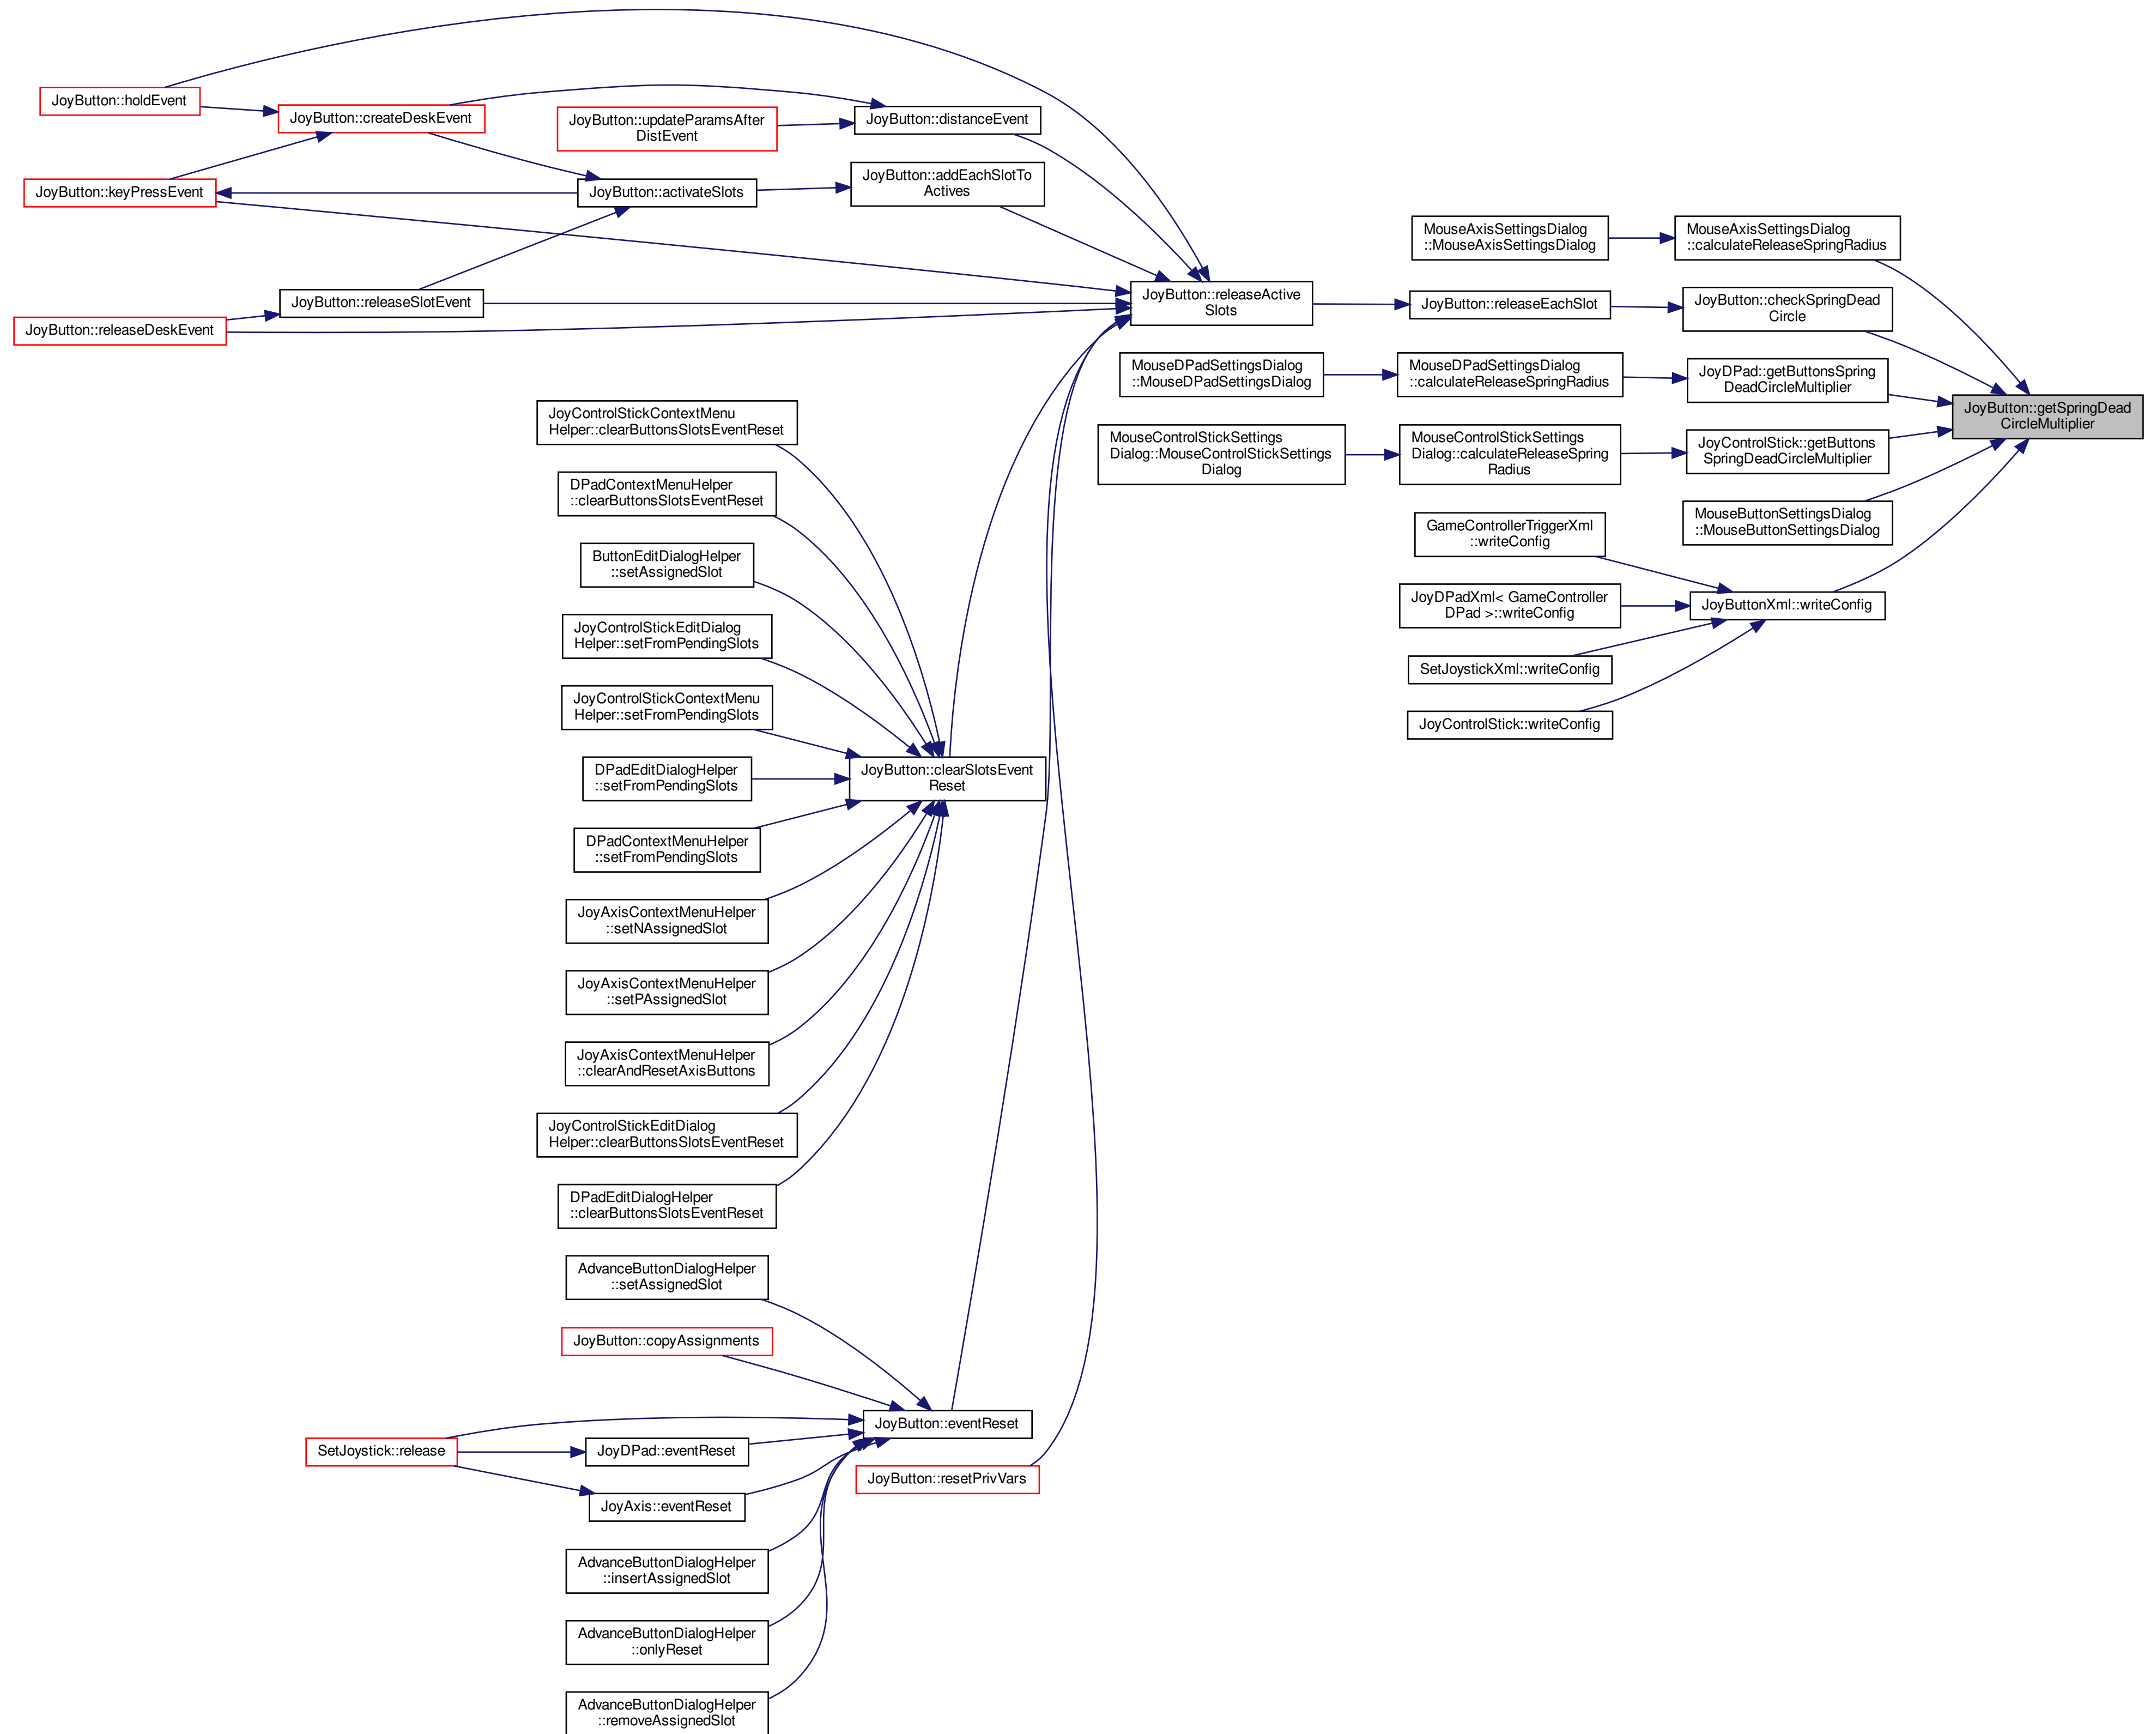 JoyButton::holdEvent
JoyButton::createDeskEvent
JoyButton::updateParamsAfter
DistEvent
JoyButton::distanceEvent
JoyButton::keyPressEvent
JoyButton::activateSlots
JoyButton::addEachSlotTo
Actives
JoyButton::releaseSlotEvent
JoyButton::releaseDeskEvent
JoyButton::releaseActive
Slots
MouseAxisSettingsDialog
::MouseAxisSettingsDialog
MouseAxisSettingsDialog
::calculateReleaseSpringRadius
JoyButton::releaseEachSlot
JoyButton::checkSpringDead
Circle
MouseDPadSettingsDialog
::MouseDPadSettingsDialog
MouseDPadSettingsDialog
::calculateReleaseSpringRadius
JoyDPad::getButtonsSpring
DeadCircleMultiplier
JoyButton::getSpringDead
CircleMultiplier
MouseControlStickSettings
Dialog::MouseControlStickSettings
Dialog
MouseControlStickSettings
Dialog::calculateReleaseSpring
Radius
JoyControlStick::getButtons
SpringDeadCircleMultiplier
MouseButtonSettingsDialog
::MouseButtonSettingsDialog
GameControllerTriggerXml
::writeConfig
JoyDPadXml< GameController
DPad >::writeConfig
JoyButtonXml::writeConfig
SetJoystickXml::writeConfig
JoyControlStick::writeConfig
JoyControlStickContextMenu
Helper::clearButtonsSlotsEventReset
DPadContextMenuHelper
::clearButtonsSlotsEventReset
ButtonEditDialogHelper
::setAssignedSlot
JoyControlStickEditDialog
Helper::setFromPendingSlots
JoyControlStickContextMenu
Helper::setFromPendingSlots
DPadEditDialogHelper
::setFromPendingSlots
JoyButton::clearSlotsEvent
Reset
DPadContextMenuHelper
::setFromPendingSlots
JoyAxisContextMenuHelper
::setNAssignedSlot
JoyAxisContextMenuHelper
::setPAssignedSlot
JoyAxisContextMenuHelper
::clearAndResetAxisButtons
JoyControlStickEditDialog
Helper::clearButtonsSlotsEventReset
DPadEditDialogHelper
::clearButtonsSlotsEventReset
AdvanceButtonDialogHelper
::setAssignedSlot
JoyButton::copyAssignments
JoyButton::eventReset
SetJoystick::release
JoyDPad::eventReset
JoyButton::resetPrivVars
JoyAxis::eventReset
AdvanceButtonDialogHelper
::insertAssignedSlot
AdvanceButtonDialogHelper
::onlyReset
AdvanceButtonDialogHelper
::removeAssignedSlot